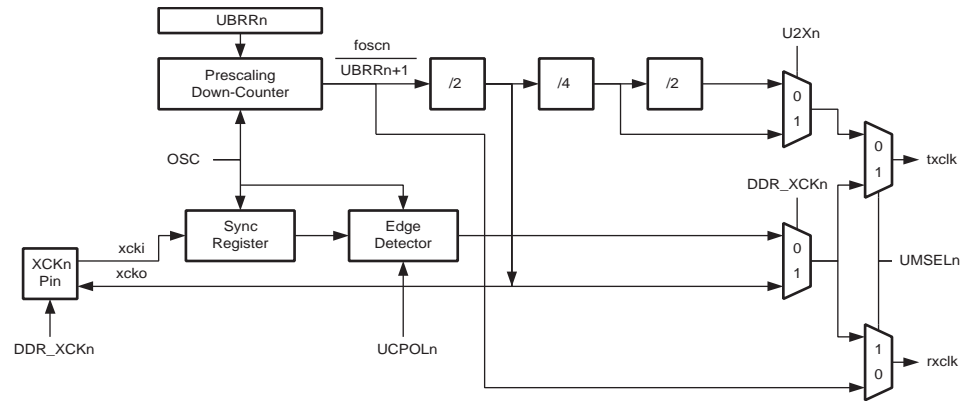 UBRRn
foscn
UBRRn+1
U2Xn
Prescaling
Down-Counter
/2
/4
/2
0
1
OSC
0
1
txclk
DDR_XCKn
Sync
Register
Edge
Detector
0
1
xcki
XCKn
Pin
xcko
UMSELn
DDR_XCKn
UCPOLn
1
0
rxclk